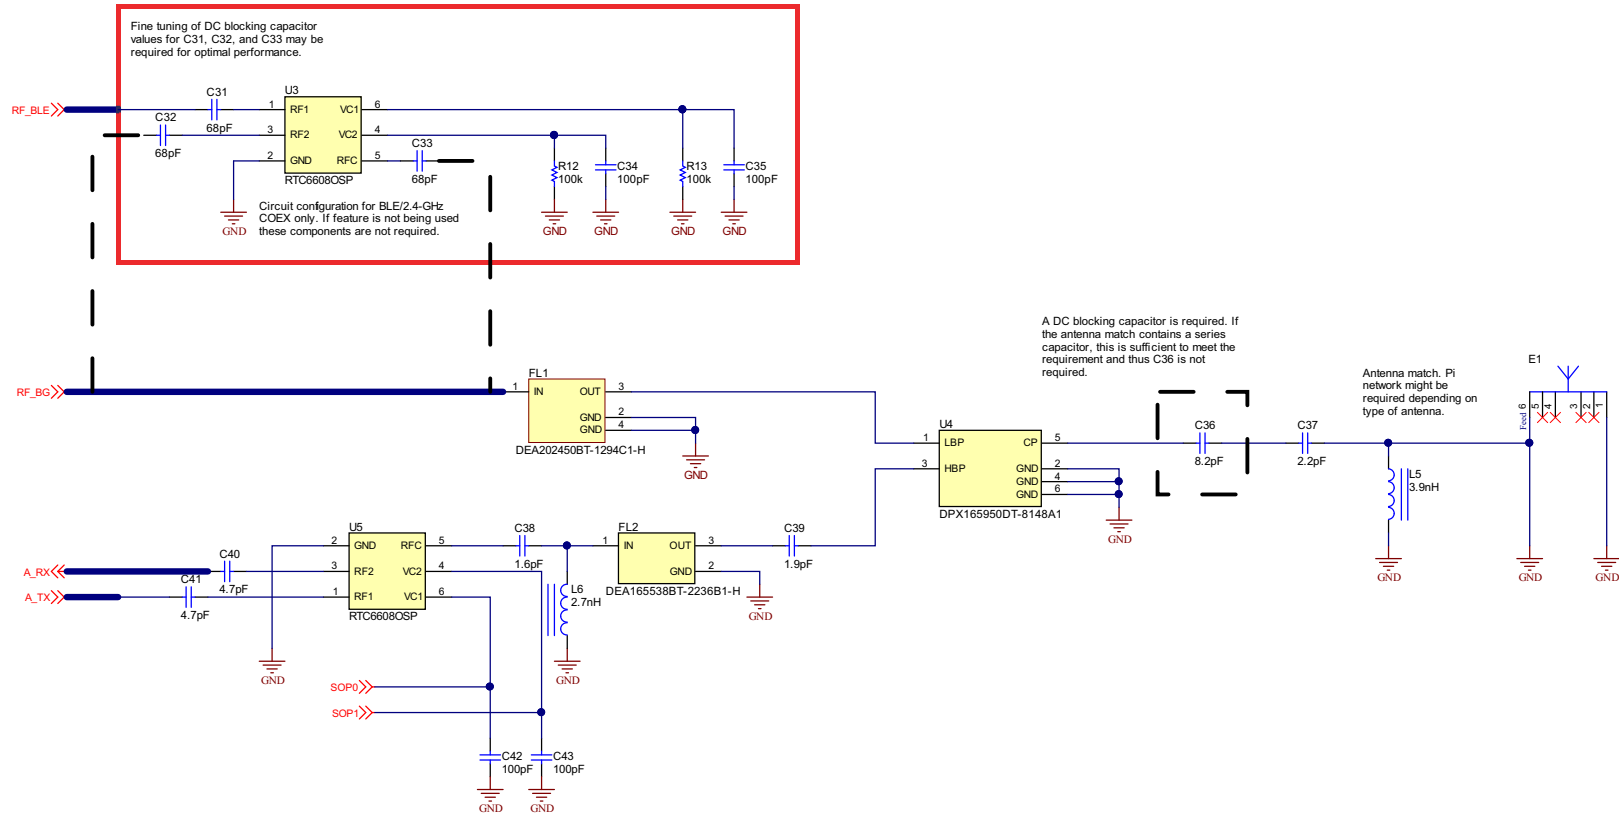 Fine tuning of DC blocking capacitor
values for C31, C32, and C33 may be
required for optimal performance.
RF_BLE
C31
68pF
C32
68pF
U3
1 RF1 VC1 6
3 RF2 VC2 4
2 GND RFC 5
RTC6608OSP
C33
68pF
R12
100k
C34
100pF
R13
100k
C35
100pF
GND
GND
GND
GND
GND
Circuit configuration for BLE/2.4-GHz
COEX only. If feature is not being used
these components are not required.
RF_BG
FL1
1 IN OUT 3
GND 2
GND 4
DEA202450BT-1294C1-H
GND
A DC blocking capacitor is required. If
the antenna match contains a series
capacitor, this is sufficient to meet the
requirement and thus C36 is not
required.
Antenna match. Pi
network might be
required depending on
type of antenna.
E1
Feed 6 5 4 3 2 1
U4
1 LBP CP 5
3 HBP GND 2
GND 4
GND 6
DPX165950DT-8148A1
GND
C36
8.2pF
C37
2.2pF
L5
3.9nH
GND
GND
GND
A_RX
A_TX
C40
4.7pF
C41
4.7pF
U5
2 GND RFC 5
3 RF2 VC2 4
1 RF1 VC1 6
RTC6608OSP
GND
C38
1.6pF
L6
2.7nH
GND
FL2
1 IN OUT 3
GND 2
DEA165538BT-2236B1-H
GND
C39
1.9pF
SOP0
SOP1
C42
100pF
C43
100pF
GND
GND